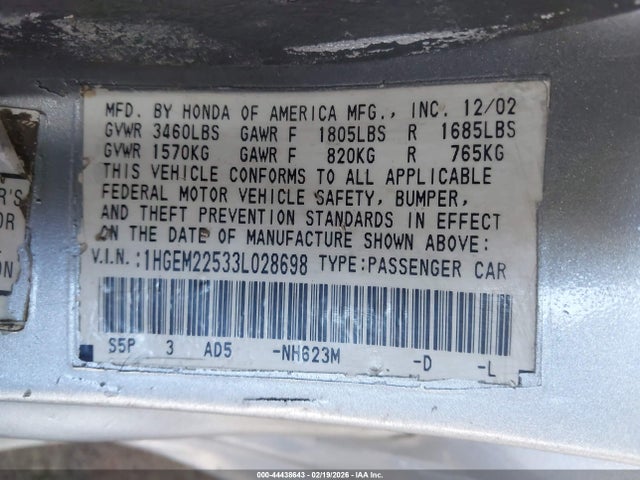 MFD. BY HONDA OF AMERICA MFG., INC. 12/02
GVWR 3460LBS GAWR F 1805LBS R 1685LBS
GVWR 1570KG GAWR F 820KG R 765KG
THIS VEHICLE CONFORMS TO ALL APPLICABLE
FEDERAL MOTOR VEHICLE SAFETY, BUMPER,
AND THEFT PREVENTION STANDARDS IN EFFECT
ON THE DATE OF MANUFACTURE SHOWN ABOVE:
V.I.N.:1HGEM22533L028698 TYPE:PASSENGER CAR
S5P 3 AD5 -NH623M -D -L
ER'S
OR
ON
000-44438643 - 02/19/2026 - IAA Inc.